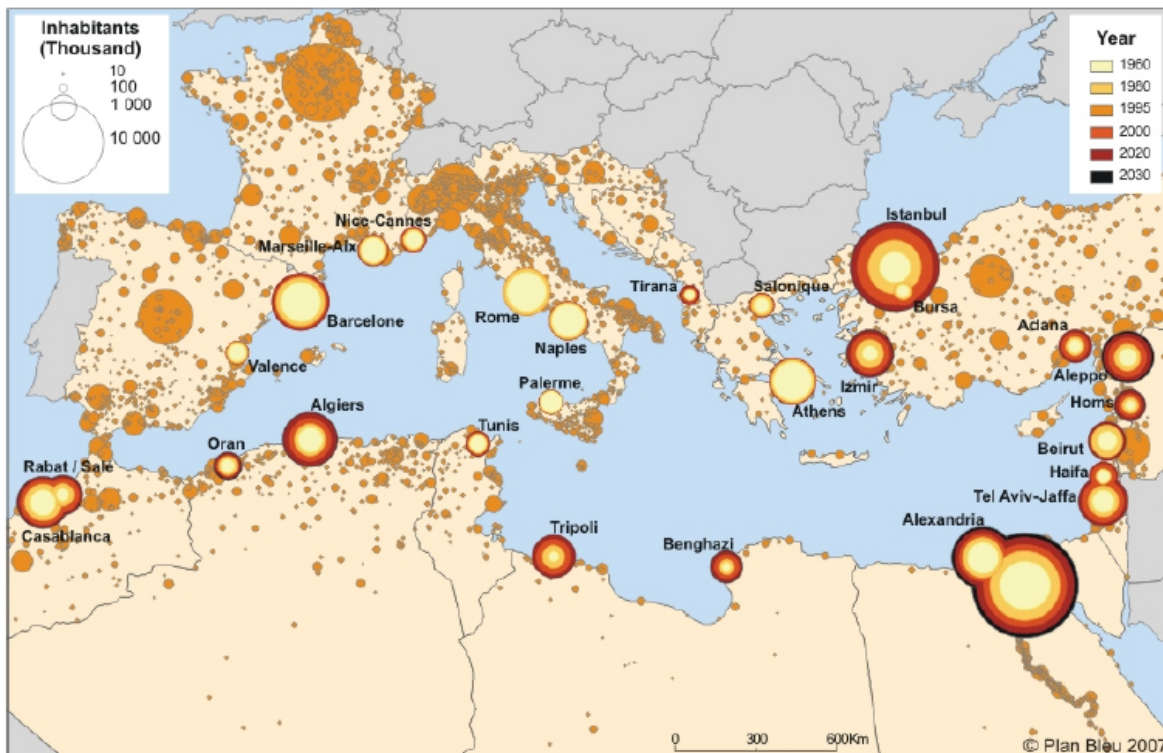 Inhabitants
(Thousand)
10
100
1 000
10 000
Year
1960
1980
1995
2000
2020
2030
Istanbul
Nice-Cannes
Marseille-Aix
Tirana
Salonique
Bursa
Barcelone
Rome
Adana
Naples
Valence
Izmir
Aleppo
Palerme
Athens
Homs
Algiers
Tunis
Oran
Beirut
Rabat / Salé
Haifa
Tel Aviv-Jaffa
Casablanca
Alexandria
Tripoli
Benghazi
0 300 600Km
© Plan Bleu 2007